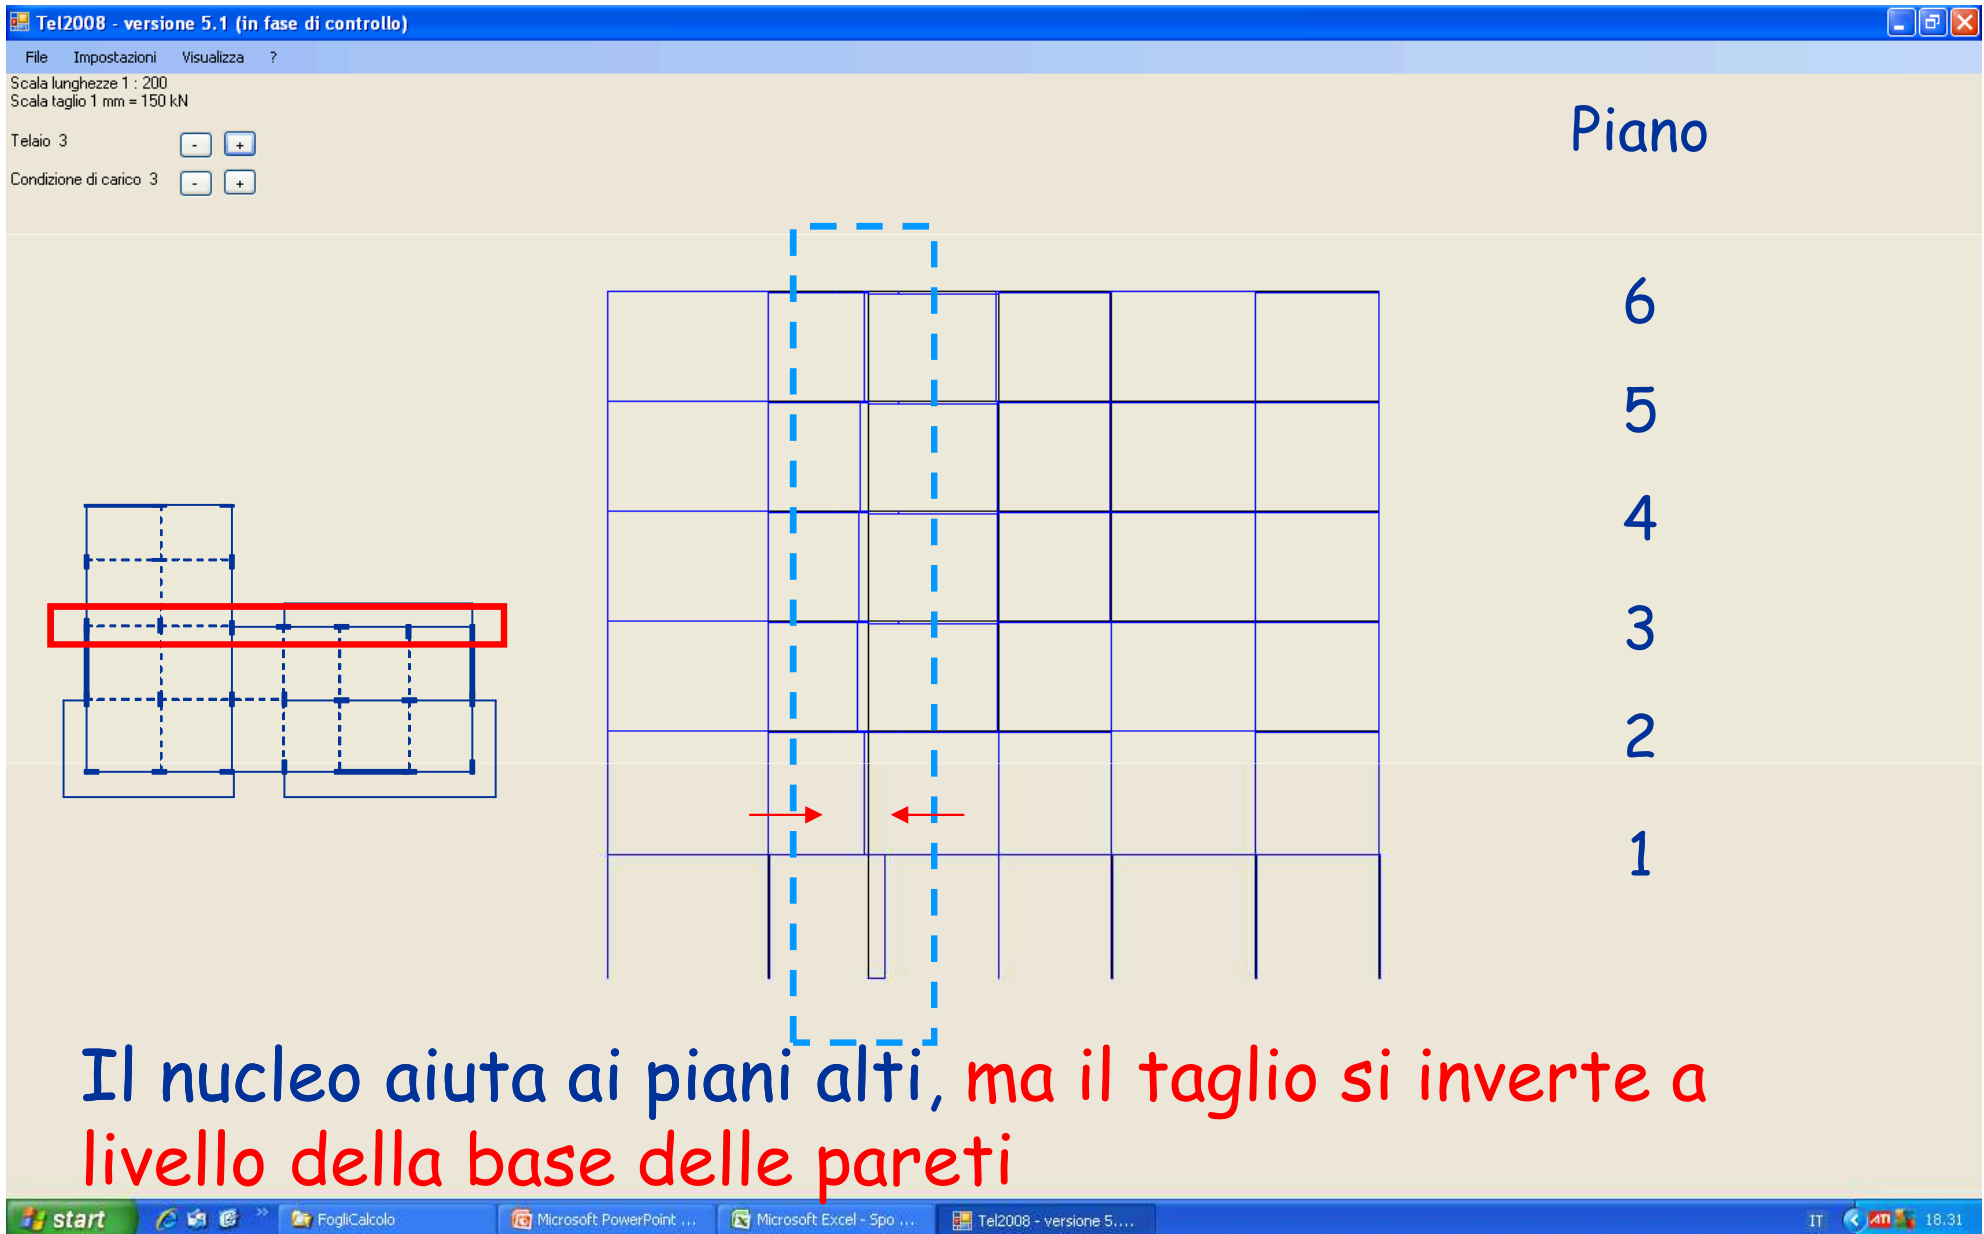 Tel2008 - versione 5.1 (in fase di controllo)
File Impostazioni Visualizza ?
Scala lunghezze 1 : 200
Scala taglio 1 mm = 150 kN
Telaio 3 - +
Condizione di carico 3 - +
Piano
6
5
4
3
2
1
Il nucleo aiuta ai piani alti, ma il taglio si inverte a
livello della base delle pareti
start » FogliCalcolo Microsoft PowerPoint ... Microsoft Excel - Spo ... Tel2008 - versione 5.... IT ATI 18.31